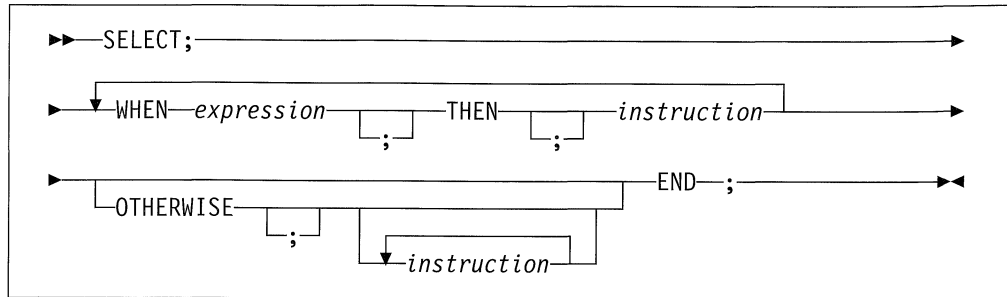 SELECT;
WHEN expression ; THEN ; instruction
OTHERWISE ; instruction END ;